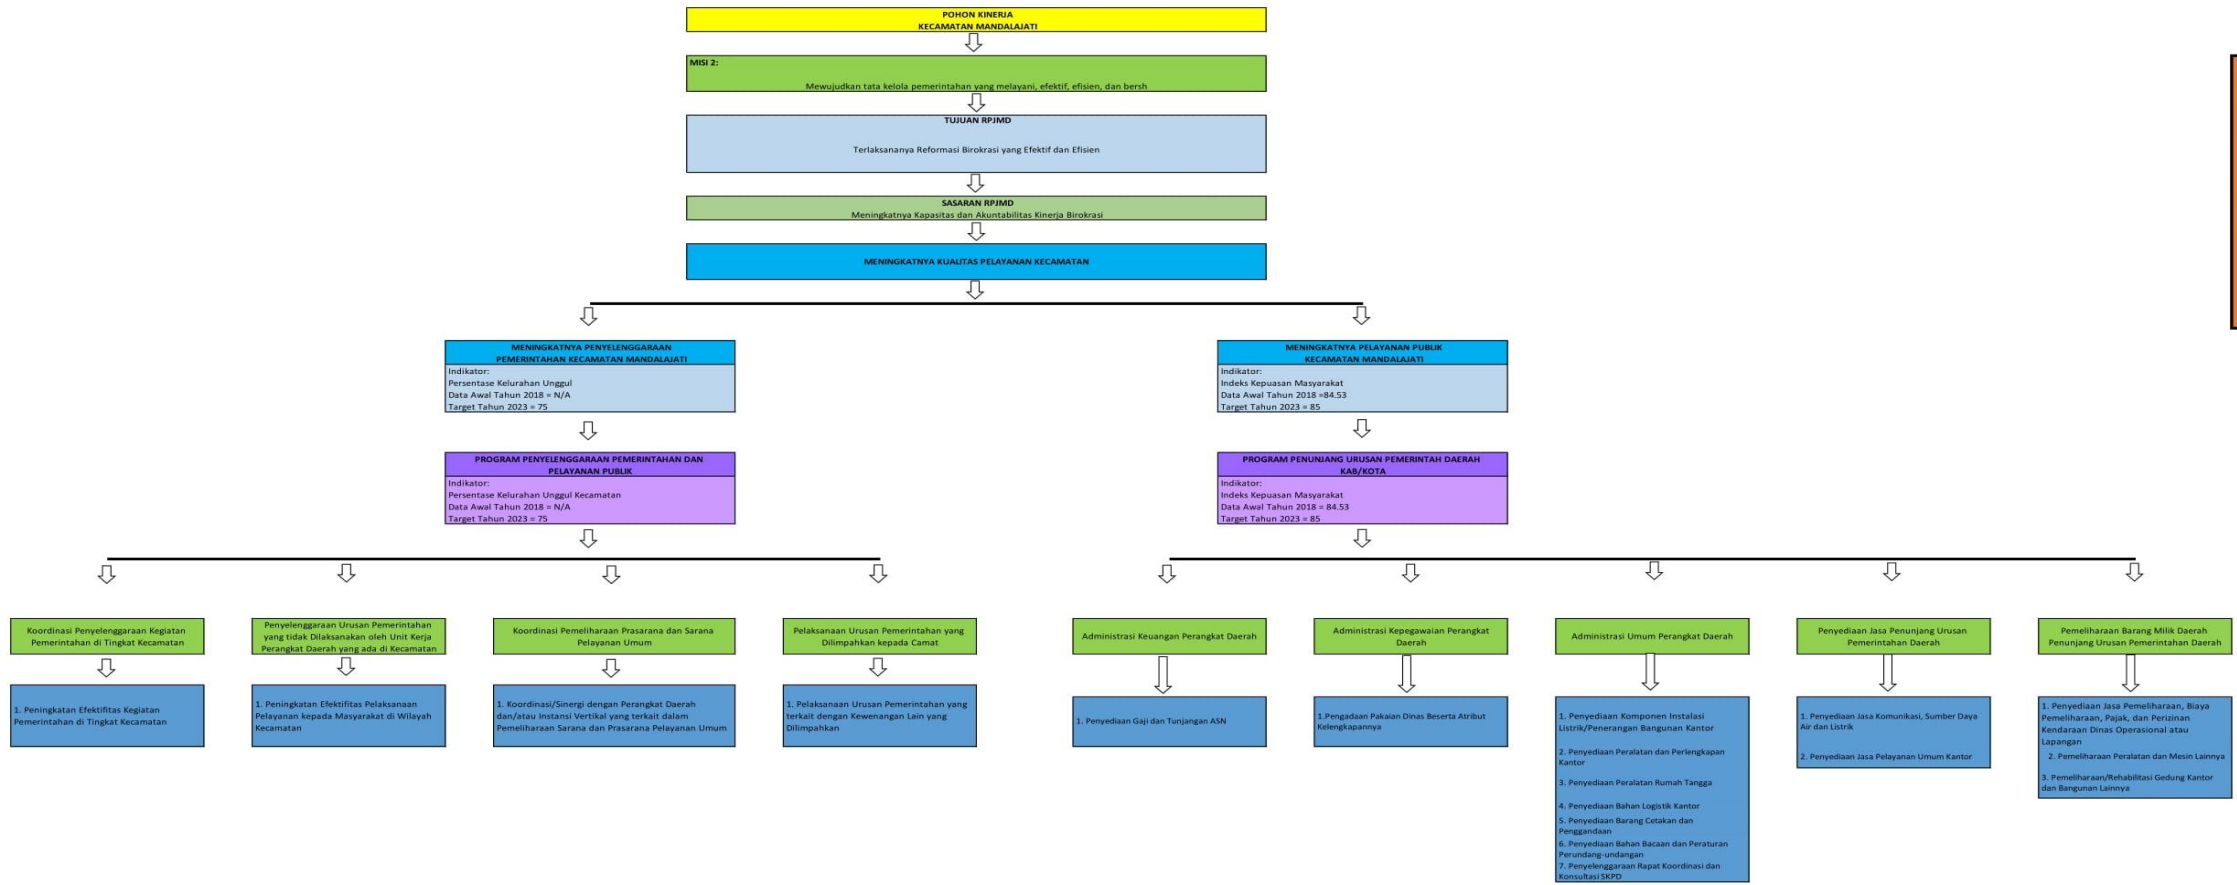 POHON KINERJA
KECAMATAN MANDALAJATI
MISI 2:
Mewujudkan tata kelola pemerintahan yang melayani, efektif, efisien, dan bersh
TUJUAN RPJMD
Terlaksananya Reformasi Birokrasi yang Efektif dan Efisien
SASARAN RPJMD
Meningkatnya Kapasitas dan Akuntabilitas Kinerja Birokrasi
MENINGKATNYA KUALITAS PELAYANAN KECAMATAN
MENINGKATNYA PENYELENGGARAAN
PEMERINTAHAN KECAMATAN MANDALAJATI
Indikator:
Persentase Kelurahan Unggul
Data Awal Tahun 2018 = N/A
Target Tahun 2023 = 75
MENINGKATNYA PELAYANAN PUBLIK
KECAMATAN MANDALAJATI
Indikator:
Indeks Kepuasan Masyarakat
Data Awal Tahun 2018 =84.53
Target Tahun 2023 = 85
PROGRAM PENYELENGGARAAN PEMERINTAHAN DAN
PELAYANAN PUBLIK
Indikator:
Persentase Kelurahan Unggul Kecamatan
Data Awal Tahun 2018 = N/A
Target Tahun 2023 = 75
PROGRAM PENUNJANG URUSAN PEMERINTAH DAERAH
KAB/KOTA
Indikator:
Indeks Kepuasan Masyarakat
Data Awal Tahun 2018 = 84.53
Target Tahun 2023 = 85
Koordinasi Penyelenggaraan Kegiatan
Pemerintahan di Tingkat Kecamatan
Penyelenggaraan Urusan Pemerintahan
yang tidak Dilaksanakan oleh Unit Kerja
Perangkat Daerah yang ada di Kecamatan
Koordinasi Pemeliharaan Prasarana dan Sarana
Pelayanan Umum
Pelaksanaan Urusan Pemerintahan yang
Dilimpahkan kepada Camat
Administrasi Keuangan Perangkat Daerah
Administrasi Kepegawaian Perangkat
Daerah
Administrasi Umum Perangkat Daerah
Penyediaan Jasa Penunjang Urusan
Pemerintahan Daerah
Pemeliharaan Barang Milik Daerah
Penunjang Urusan Pemerintahan Daerah
1. Peningkatan Efektifitas Kegiatan
Pemerintahan di Tingkat Kecamatan
1. Peningkatan Efektifitas Pelaksanaan
Pelayanan kepada Masyarakat di Wilayah
Kecamatan
1. Koordinasi/Sinergi dengan Perangkat Daerah
dan/atau Instansi Vertikal yang terkait dalam
Pemeliharaan Sarana dan Prasarana Pelayanan Umum
1. Pelaksanaan Urusan Pemerintahan yang
terkait dengan Kewenangan Lain yang
Dilimpahkan
1. Penyediaan Gaji dan Tunjangan ASN
1.Pengadaan Pakaian Dinas Beserta Atribut
Kelengkapannya
1. Penyediaan Komponen Instalasi
Listrik/Penerangan Bangunan Kantor
2. Penyediaan Peralatan dan Perlengkapan
Kantor
3. Penyediaan Peralatan Rumah Tangga
4. Penyediaan Bahan Logistik Kantor
5. Penyediaan Barang Cetakan dan
Penggandaan
6. Penyediaan Bahan Bacaan dan Peraturan
Perundang-undangan
7. Penyelenggaraan Rapat Koordinasi dan
Konsultasi SKPD
1. Penyediaan Jasa Komunikasi, Sumber Daya
Air dan Listrik
2. Penyediaan Jasa Pelayanan Umum Kantor
1. Penyediaan Jasa Pemeliharaan, Biaya
Pemeliharaan, Pajak, dan Perizinan
Kendaraan Dinas Operasional atau
Lapangan
2. Pemeliharaan Peralatan dan Mesin Lainnya
3. Pemeliharaan/Rehabilitasi Gedung Kantor
dan Bangunan Lainnya